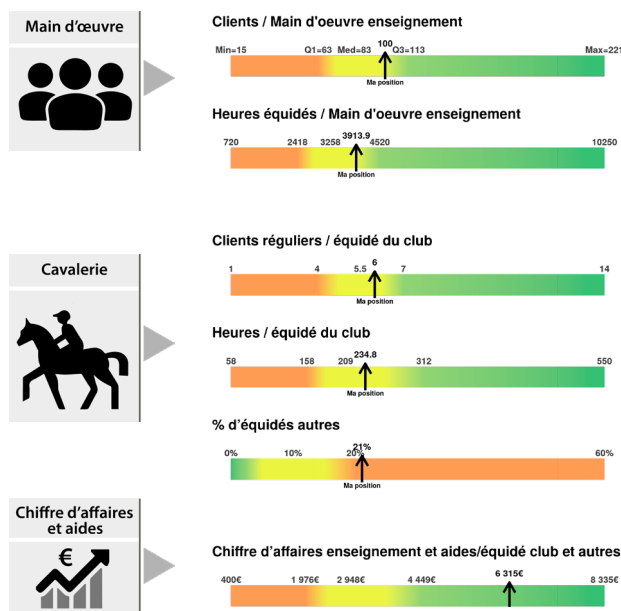 Main d'œuvre
Clients / Main d'oeuvre enseignement
100
Min=15 Q1=63 Med=83 Q3=113 Max=221
Ma position
Heures équidés / Main d'oeuvre enseignement
3913.9
720 2418 3258 4520 10250
Ma position
Cavalerie
Clients réguliers / équidé du club
6
1 4 5.5 7 14
Ma position
Heures / équidé du club
234.8
58 158 209 312 550
Ma position
% d'équidés autres
21%
0% 10% 20% 60%
Ma position
Chiffre d'affaires
et aides
€
Chiffre d'affaires enseignement et aides/équidé club et autres
6 315€
400€ 1 976€ 2 948€ 4 449€ 8 335€